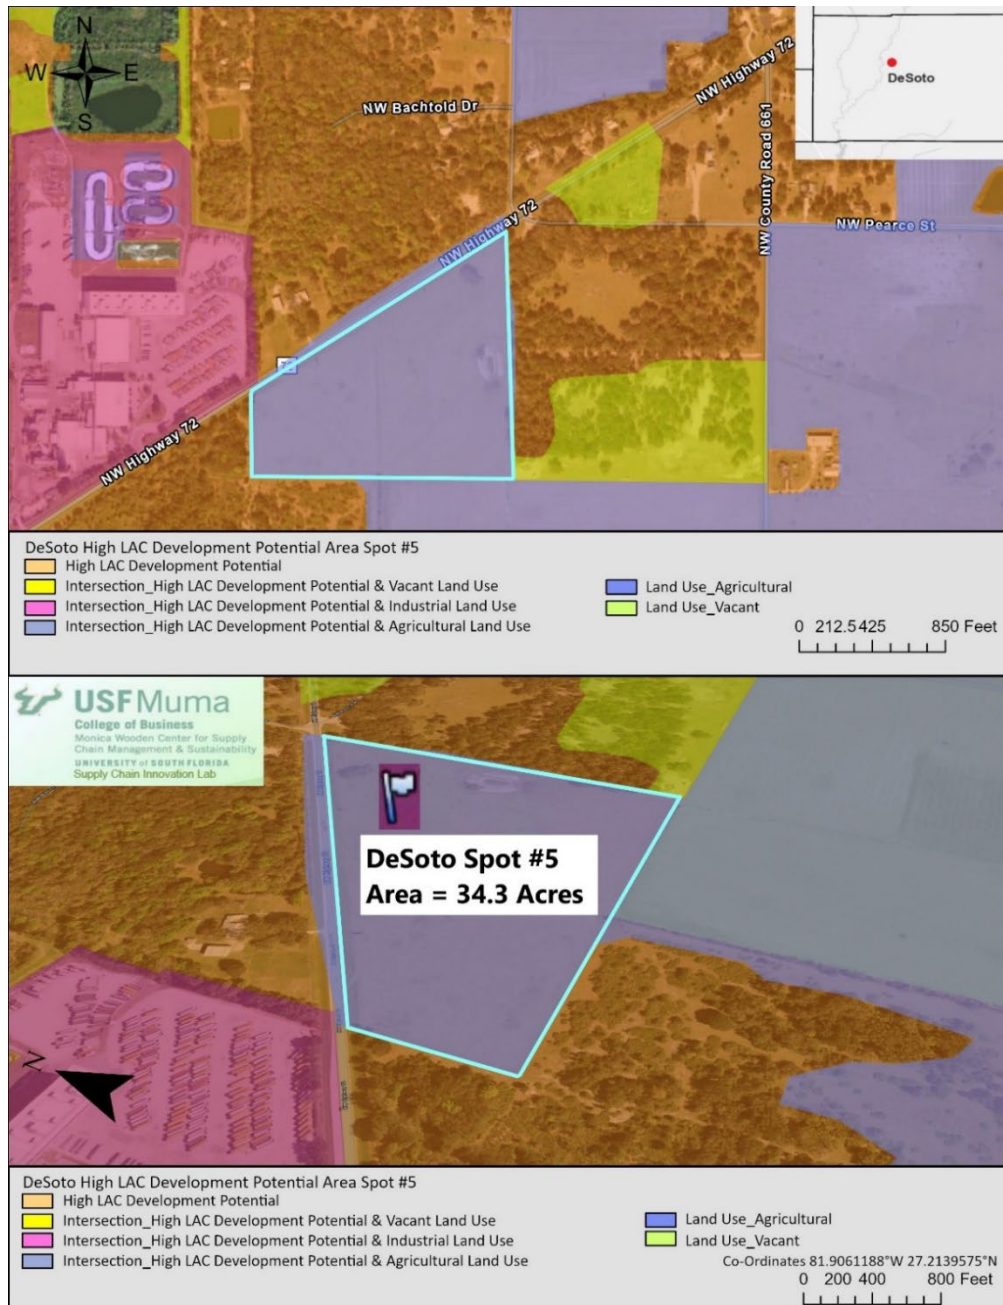 N
W E
S
NW Bachtold Dr
NW Highway 72
NW County Road 661
DeSoto
NW Pearce St
NW Highway 72
NW Highway 72
DeSoto High LAC Development Potential Area Spot #5
High LAC Development Potential
Intersection_High LAC Development Potential & Vacant Land Use
Intersection_High LAC Development Potential & Industrial Land Use
Intersection_High LAC Development Potential & Agricultural Land Use
Land Use_Agricultural
Land Use_Vacant
0 212.5 425 850 Feet
USF Muma
College of Business
Monica Wooden Center for Supply
Chain Management & Sustainability
UNIVERSITY of SOUTH FLORIDA
Supply Chain Innovation Lab
DeSoto Spot #5
Area = 34.3 Acres
N
DeSoto High LAC Development Potential Area Spot #5
High LAC Development Potential
Intersection_High LAC Development Potential & Vacant Land Use
Intersection_High LAC Development Potential & Industrial Land Use
Intersection_High LAC Development Potential & Agricultural Land Use
Land Use_Agricultural
Land Use_Vacant
Co-Ordinates 81.9061188°W 27.2139575°N
0 200 400 800 Feet